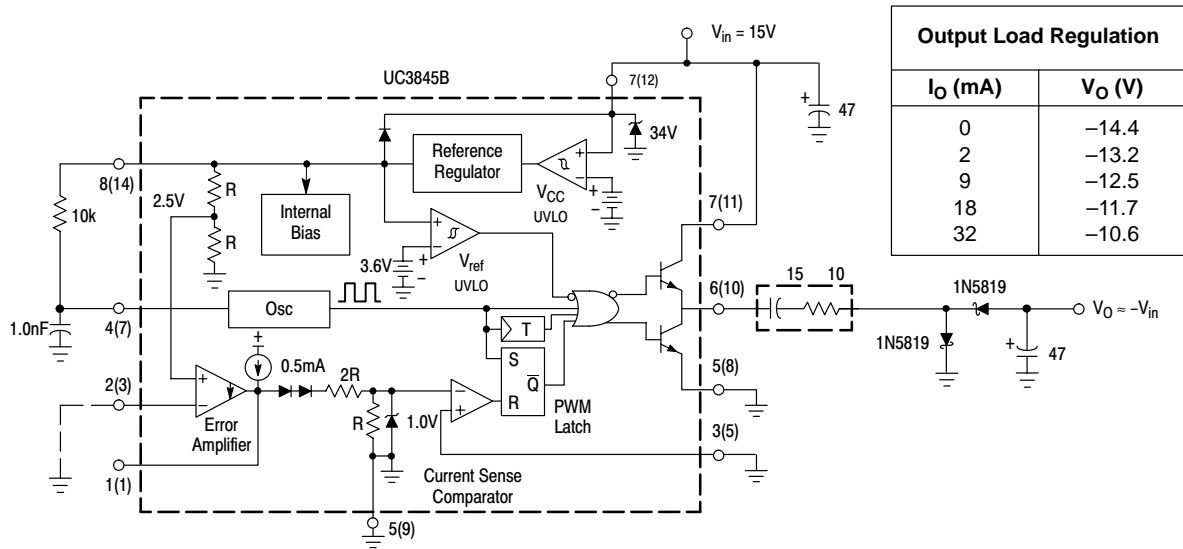 V_in = 15V
Output Load Regulation
I_O (mA) V_O (V)
0 –14.4
2 –13.2
9 –12.5
18 –11.7
32 –10.6
UC3845B
7(12)
+
47
34V
Reference
Regulator
+
–
+
–
V_CC
UVLO
8(14)
2.5V
R
R
Internal
Bias
10k
+
–
3.6V
+
–
V_ref
UVLO
7(11)
Osc
4(7)
1.0nF
T
6(10)
15
10
1N5819
V_O ≈ –V_in
1N5819
+
47
S
Q̅
R
PWM
Latch
5(8)
+
0.5mA
2(3)
+
–
Error
Amplifier
2R
R
1.0V
–
+
Current Sense
Comparator
3(5)
1(1)
5(9)